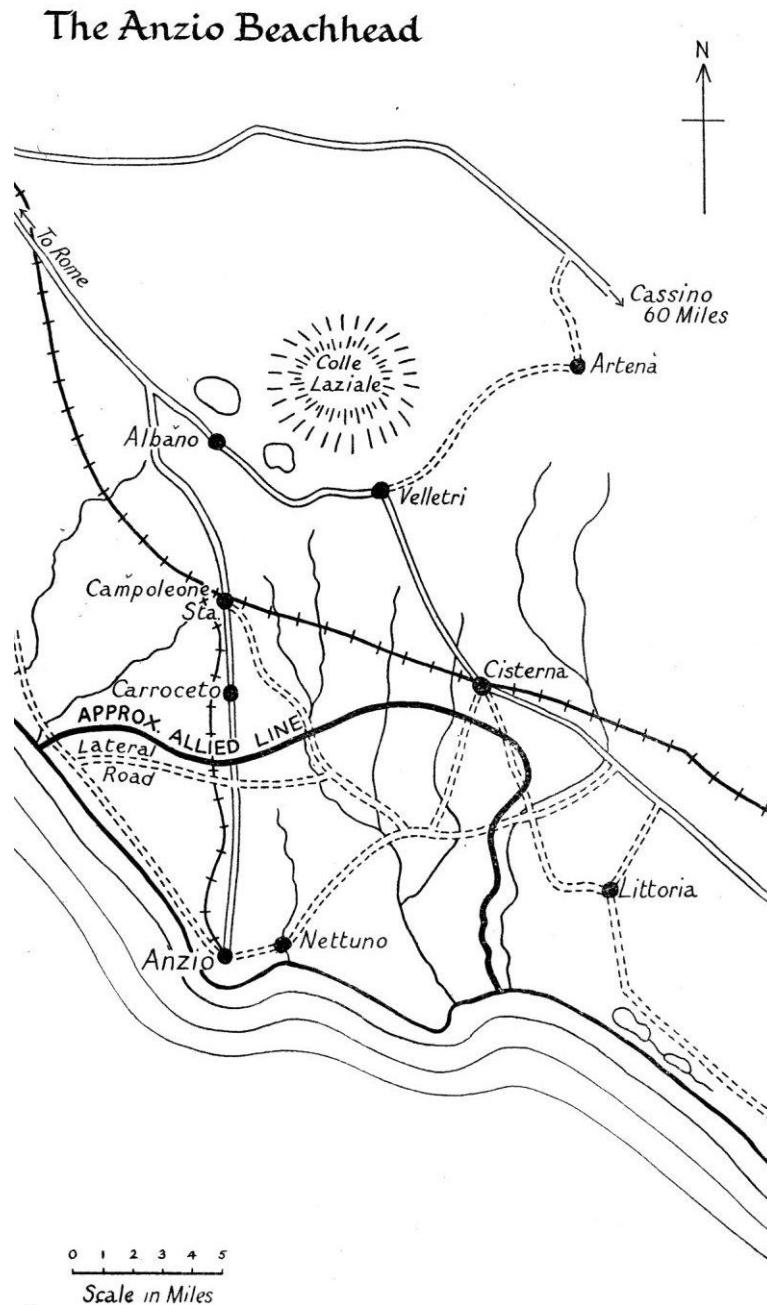 The Anzio Beachhead
N
To Rome
Cassino
60 Miles
Colle
Laziale
Artena
Albano
Velletri
Campoleone
Sta.
Cisterna
Carroceto
APPROX. ALLIED LINE
Lateral
Road
Littoria
Nettuno
Anzio
0 1 2 3 4 5
Scale in Miles